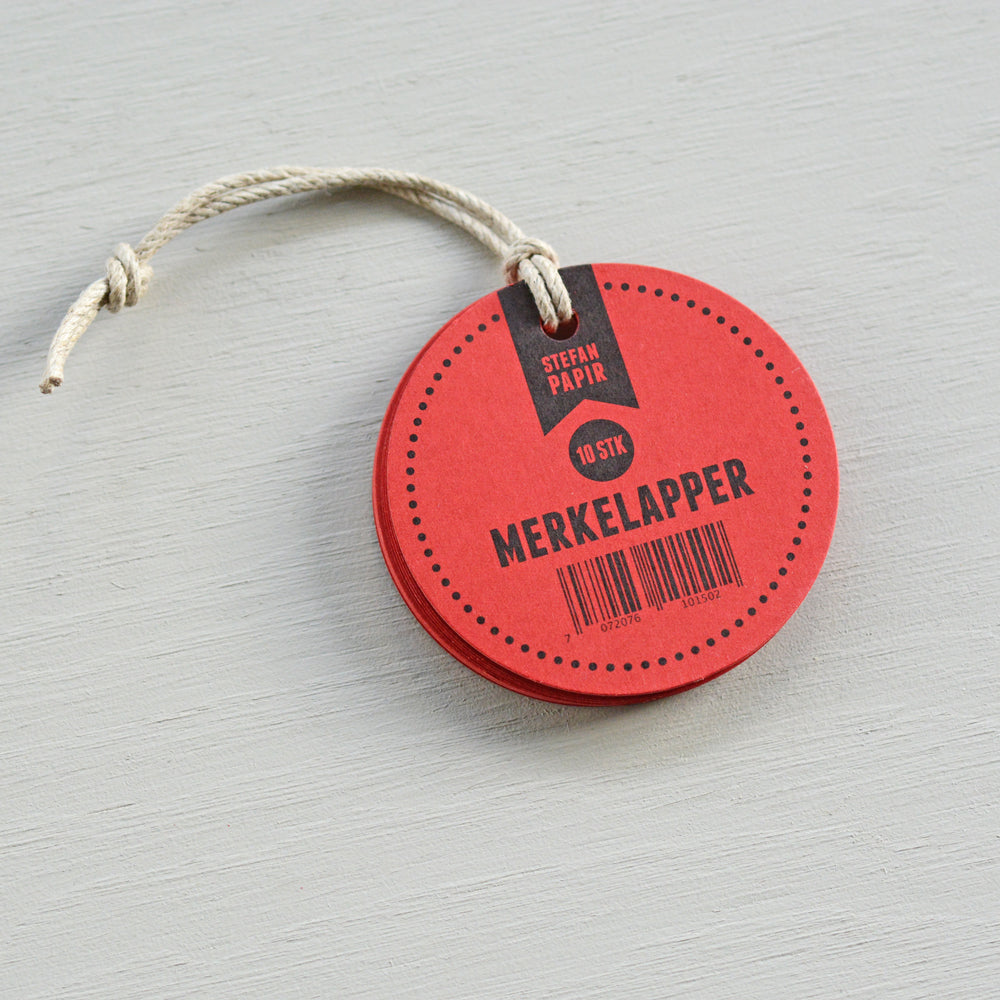 STEFAN
PAPIR
10 STK
MERKELAPPER
7 072076 101502